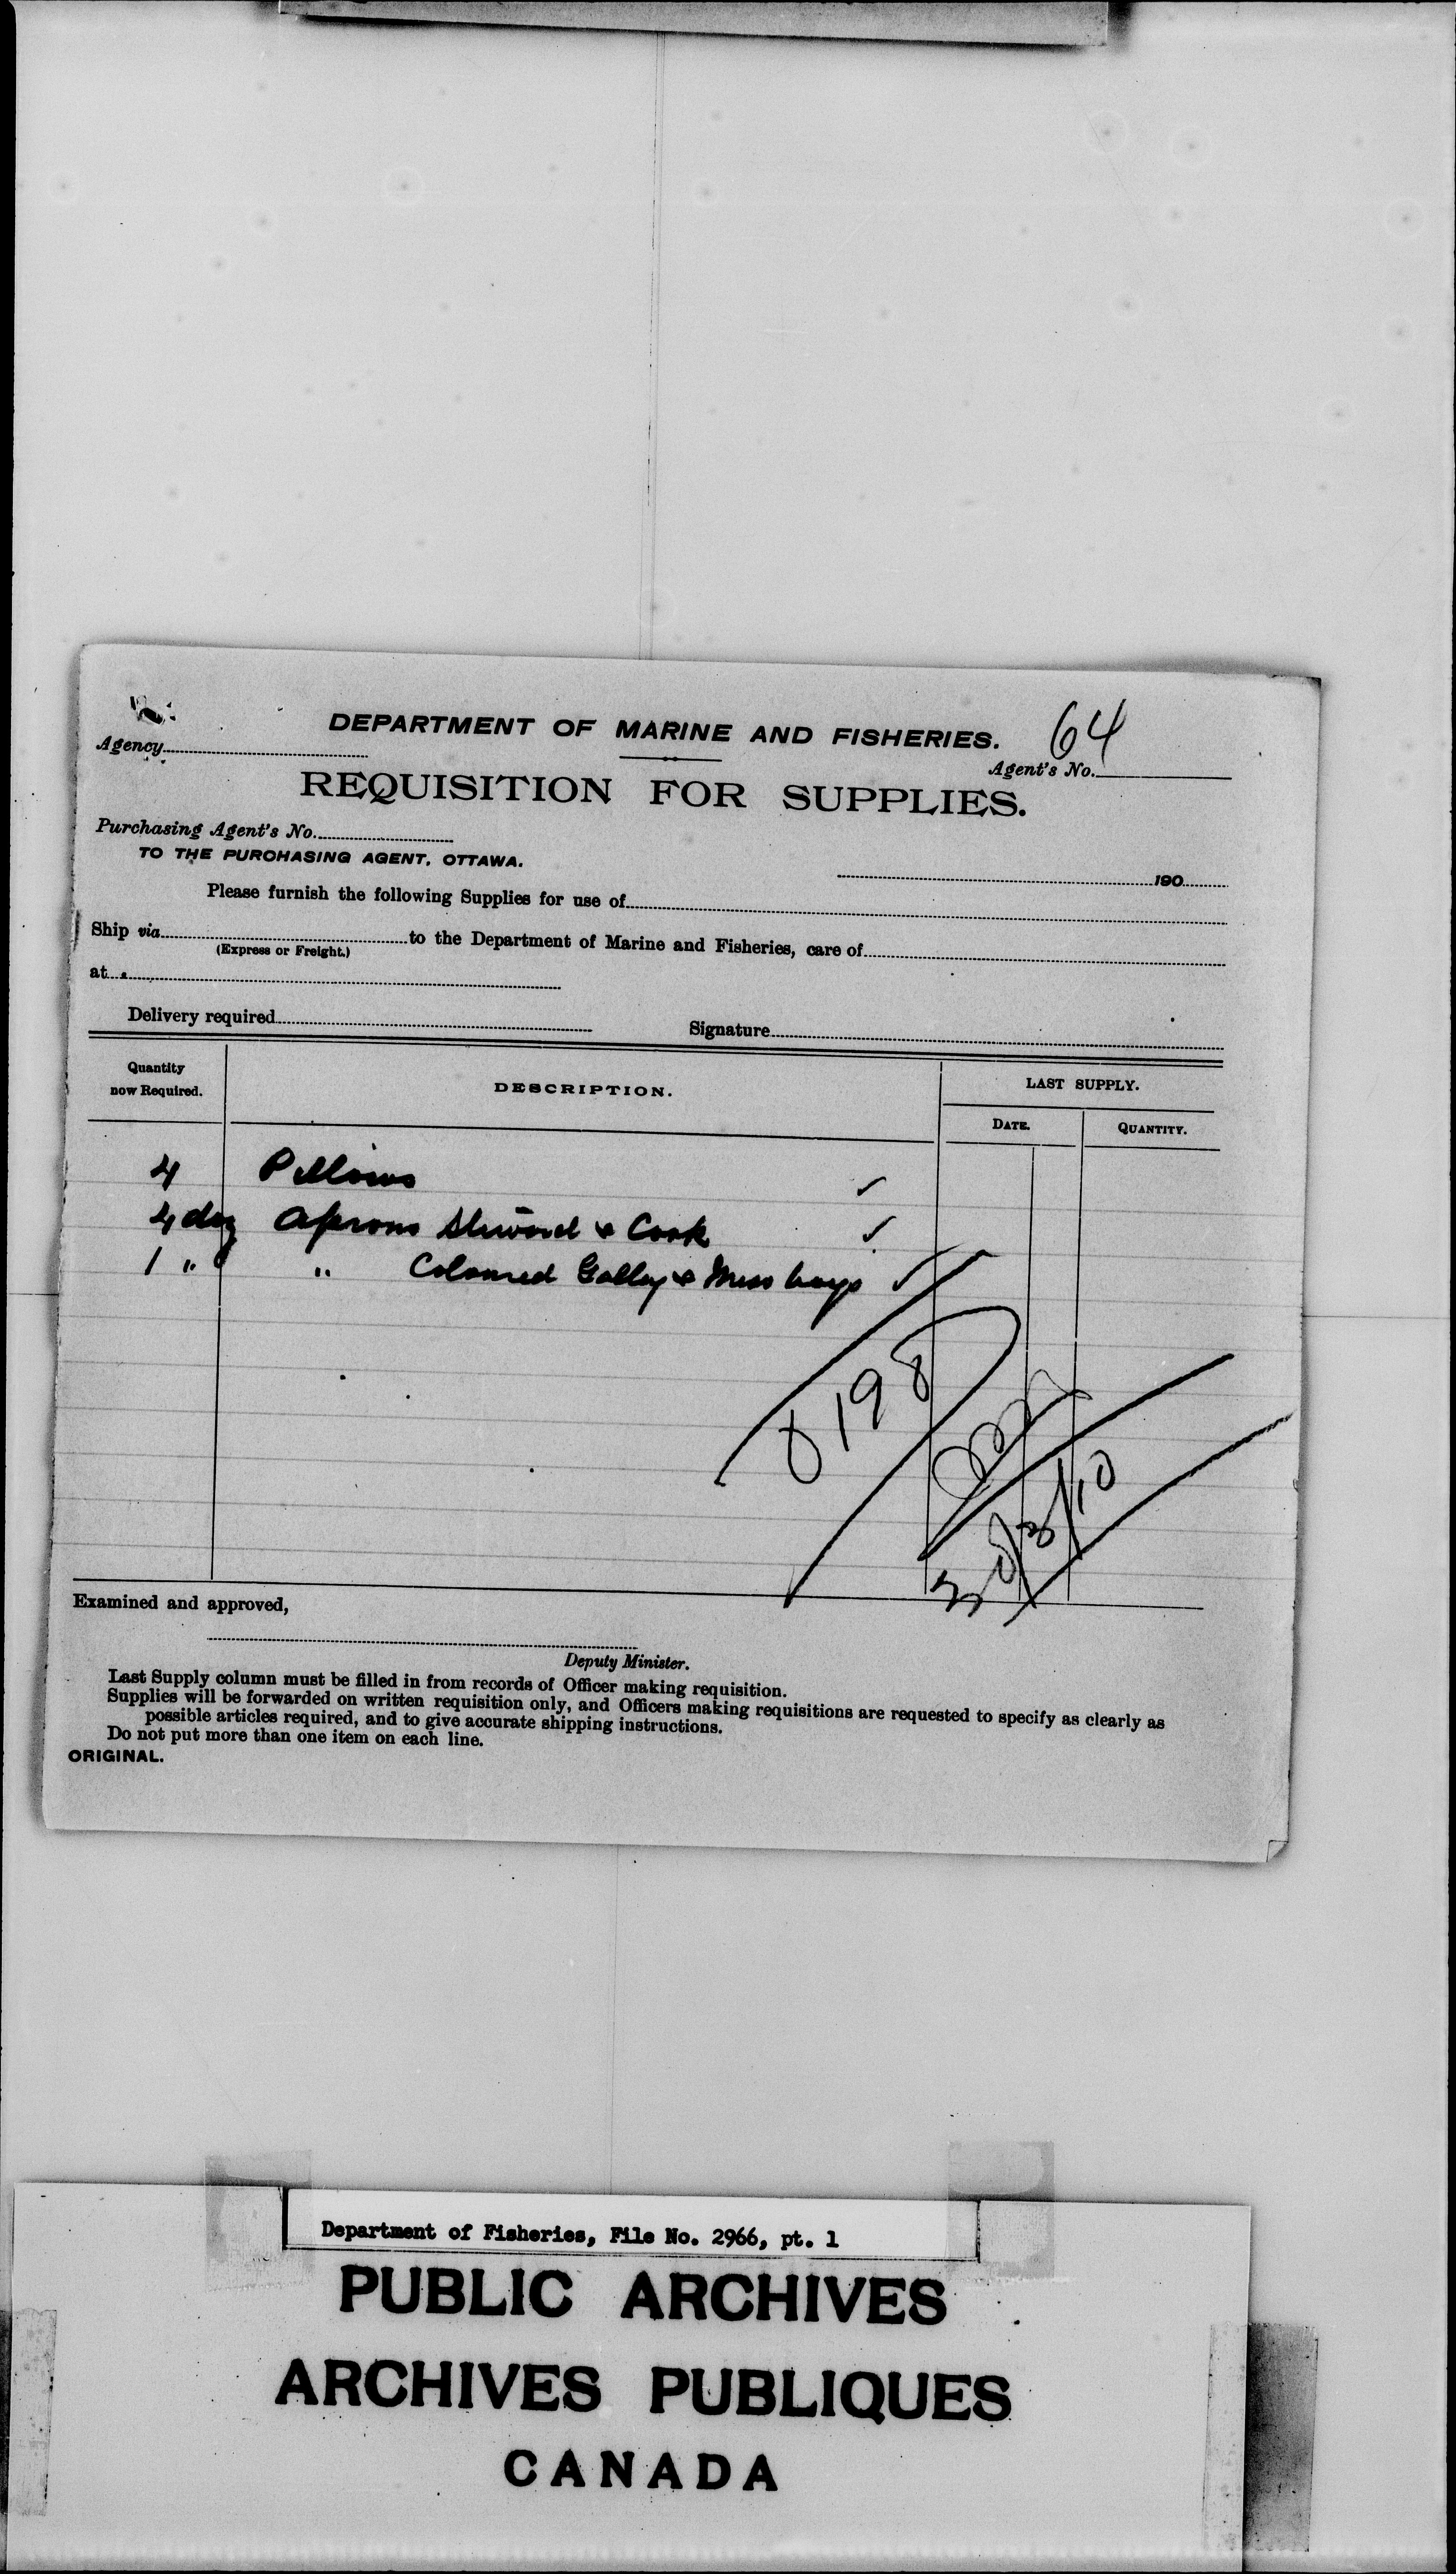 DEPARTMENT OF MARINE AND FISHERIES.
64
Agency
Agent's No.
REQUISITION FOR SUPPLIES.
Purchasing Agent's No.
TO THE PURCHASING AGENT, OTTAWA.
190
Please furnish the following Supplies for use of
Ship via to the Department of Marine and Fisheries, care of
(Express or Freight.)
at
Delivery required
Signature
Quantity now Required.
DESCRIPTION.
LAST SUPPLY.
DATE.
QUANTITY.
4 Pillows ✓
4 doz Aprons Steward & Cook ✓
1 " " Coloured Galley & Mess boys ✓
198
Examined and approved,
Deputy Minister.
Last Supply column must be filled in from records of Officer making requisition.
Supplies will be forwarded on written requisition only, and Officers making requisitions are requested to specify as clearly as
possible articles required, and to give accurate shipping instructions.
Do not put more than one item on each line.
ORIGINAL.
Department of Fisheries, File No. 2966, pt. 1
PUBLIC ARCHIVES
ARCHIVES PUBLIQUES
CANADA